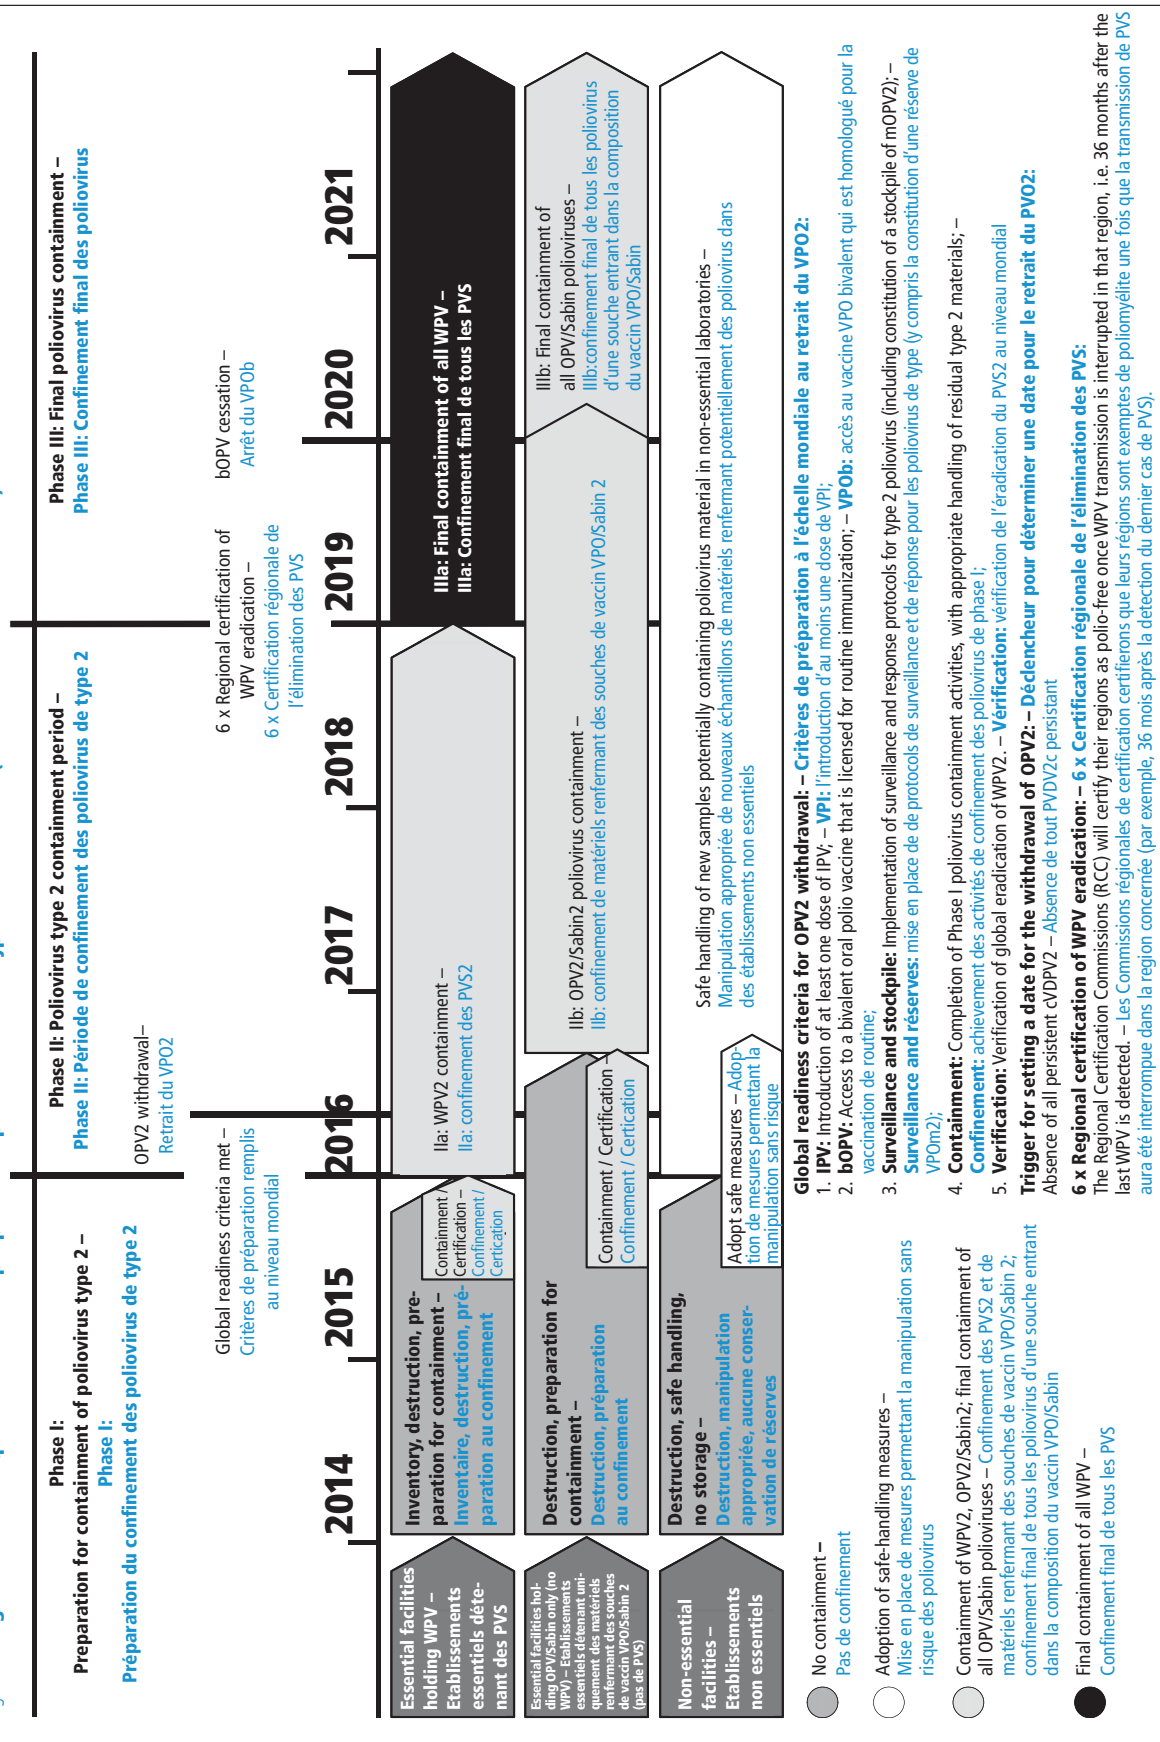 Phase I:
Preparation for containment of poliovirus type 2 –
Phase I:
Préparation du confinement des poliovirus de type 2
Phase II: Poliovirus type 2 containment period –
Phase II: Période de confinement des poliovirus de type 2
Phase III: Final poliovirus containment –
Phase III: Confinement final des poliovirus
OPV2 withdrawal–
Retrait du VPO2
Global readiness criteria met –
Critères de préparation remplis
au niveau mondial
6 x Regional certification of
WPV eradication –
6 x Certification régionale de
l'élimination des PVS
bOPV cessation –
Arrêt du VPOb
2014
2015
2016
2017
2018
2019
2020
2021
Essential facilities
holding WPV –
Etablissements
essentiels déte-
nant des PVS
Inventory, destruction, pre-
paration for containment –
Inventaire, destruction, pré-
paration au confinement
Containment /
Certification –
Confinement /
Certication
IIa: WPV2 containment –
IIa: confinement des PVS2
IIIa: Final containment of all WPV –
IIIa: Confinement final de tous les PVS
Essential facilities hol-
ding OPV/Sabin only (no
WPV) – Etablissements
essentiels détenant uni-
quement des matériels
renfermant des souches
de vaccin VPO/Sabin 2
(pas de PVS)
Destruction, preparation for
containment –
Destruction, préparation
au confinement
Containment / Certification –
Confinement / Certication
IIb: OPV2/Sabin2 poliovirus containment –
IIb: confinement de matériels renfermant des souches de vaccin VPO/Sabin 2
IIIb: Final containment of
all OPV/Sabin polioviruses –
IIIb:confinement final de tous les poliovirus
d'une souche entrant dans la composition
du vaccin VPO/Sabin
Non-essential
facilities –
Etablissements
non essentiels
Destruction, safe handling,
no storage –
Destruction, manipulation
appropriée, aucune conser-
vation de réserves
Adopt safe measures – Adop-
tion de mesures permettant la
manipulation sans risque
Safe handling of new samples potentially containing poliovirus material in non-essential laboratories –
Manipulation appropriée de nouveaux échantillons de matériels renfermant potentiellement des poliovirus dans
des établissements non essentiels
No containment –
Pas de confinement
Adoption of safe-handling measures –
Mise en place de mesures permettant la manipulation sans
risque des poliovirus
Containment of WPV2, OPV2/Sabin2; final containment of
all OPV/Sabin polioviruses – Confinement des PVS2 et de
matériels renfermant des souches de vaccin VPO/Sabin 2;
confinement final de tous les poliovirus d'une souche entrant
dans la composition du vaccin VPO/Sabin
Final containment of all WPV –
Confinement final de tous les PVS
Global readiness criteria for OPV2 withdrawal: – Critères de préparation à l'échelle mondiale au retrait du VPO2:
1. IPV: Introduction of at least one dose of IPV; – VPI: l'introduction d'au moins une dose de VPI;
2. bOPV: Access to a bivalent oral polio vaccine that is licensed for routine immunization; – VPOb: accès au vaccine VPO bivalent qui est homologué pour la
vaccination de routine;
3. Surveillance and stockpile: Implementation of surveillance and response protocols for type 2 poliovirus (including constitution of a stockpile of mOPV2); –
Surveillance and réserves: mise en place de de protocols de surveillance et de réponse pour les poliovirus de type (y compris la constitution d'une réserve de
VPOm2);
4. Containment: Completion of Phase I poliovirus containment activities, with appropriate handling of residual type 2 materials; –
Confinement: achievement des activités de confinement des poliovirus de phase I;
5. Verification: Verification of global eradication of WPV2. – Vérification: vérification de l'éradication du PVS2 au niveau mondial
Trigger for setting a date for the withdrawal of OPV2: – Déclencheur pour déterminer une date pour le retrait du PVO2:
Absence of all persistent cVDPV2 – Absence de tout PVDV2c persistant
6 x Regional certification of WPV eradication: – 6 x Certification régionale de l'élimination des PVS:
The Regional Certification Commissions (RCC) will certify their regions as polio-free once WPV transmission is interrupted in that region, i.e. 36 months after the
last WPV is detected. – Les Commissions régionales de certification certifierons que leurs régions sont exemptes de poliomyélite une fois que la transmission de PVS
aura été interrompue dans la region concernée (par exemple, 36 mois après la detection du dernier cas de PVS).